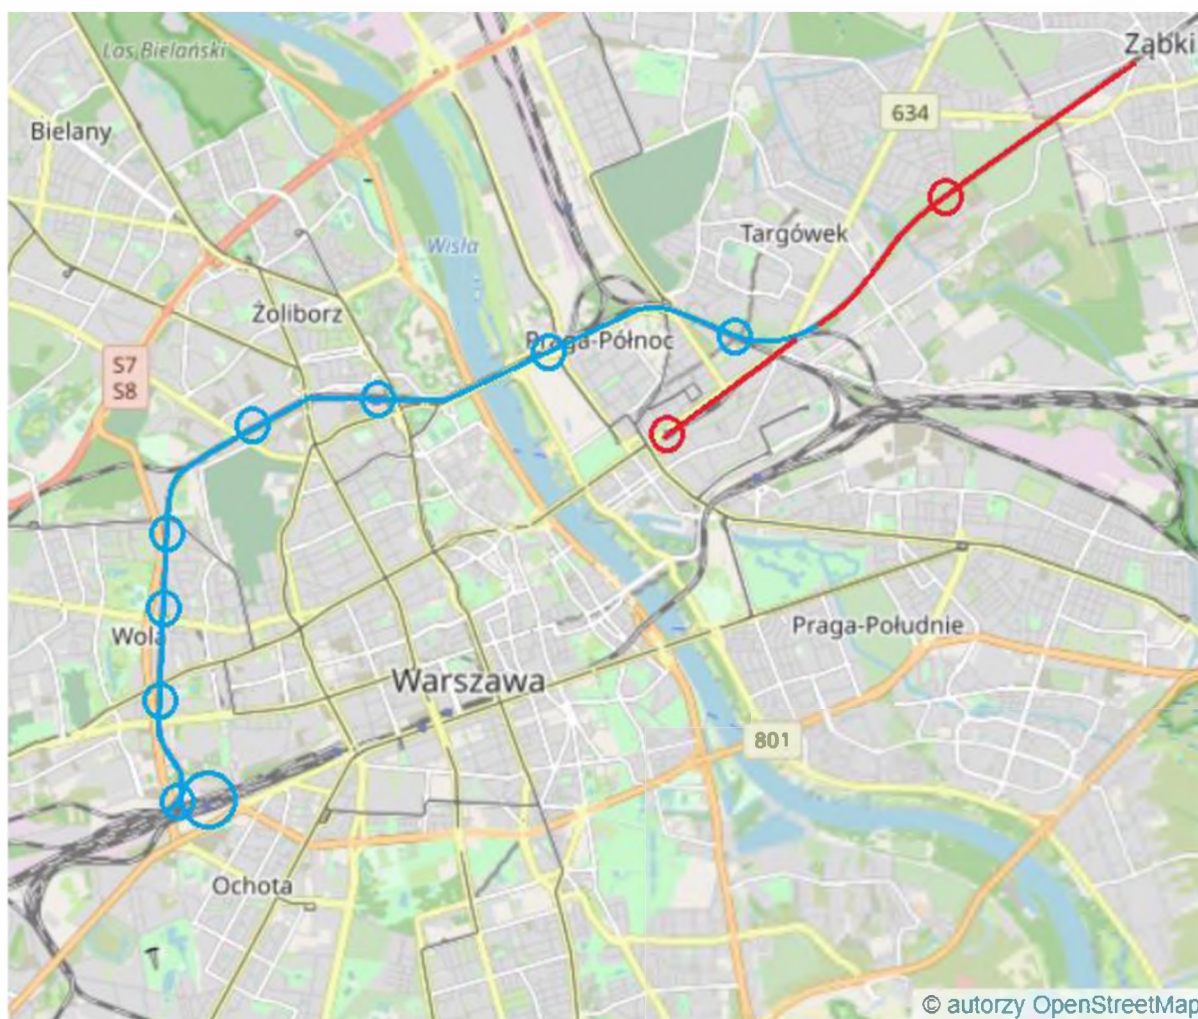 Las Bielański
Ząbki
Bielany
634
Targówek
Wisła
Żoliborz
Praga-Północ
S7
S8
Praga-Południe
Wola
Warszawa
801
Ochota
© autorzy OpenStreetMap